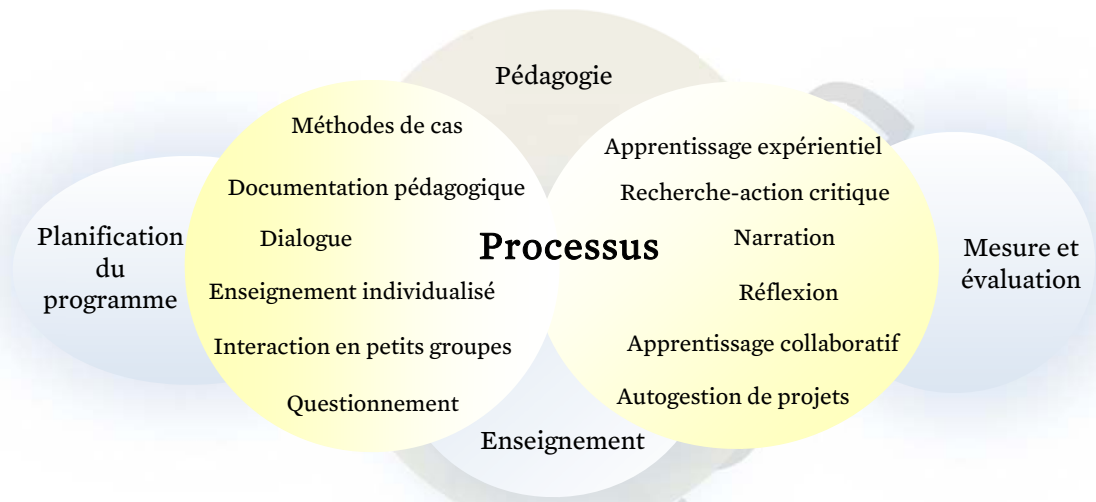 Pédagogie
Méthodes de cas
Documentation pédagogique
Dialogue
Enseignement individualisé
Interaction en petits groupes
Questionnement
Planification
du
programme
Processus
Apprentissage expérientiel
Recherche-action critique
Narration
Réflexion
Apprentissage collaboratif
Autogestion de projets
Mesure et
évaluation
Enseignement